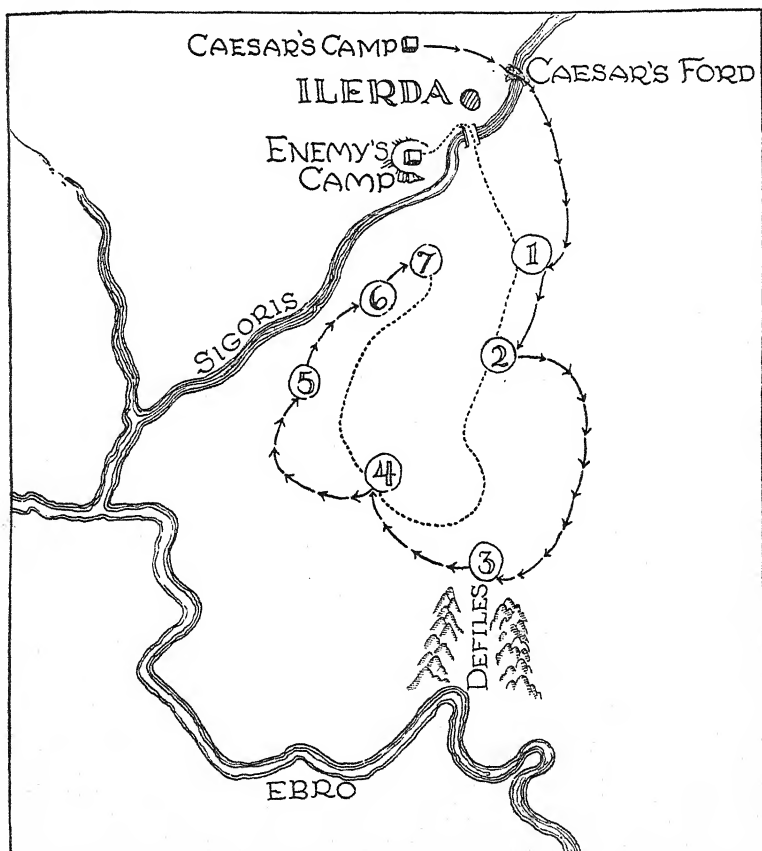 CAESAR'S CAMP
CAESAR'S FORD
ILERDA
ENEMY'S
CAMP
1
7
6
SIGORIS
2
5
4
3
DEFILES
EBRO